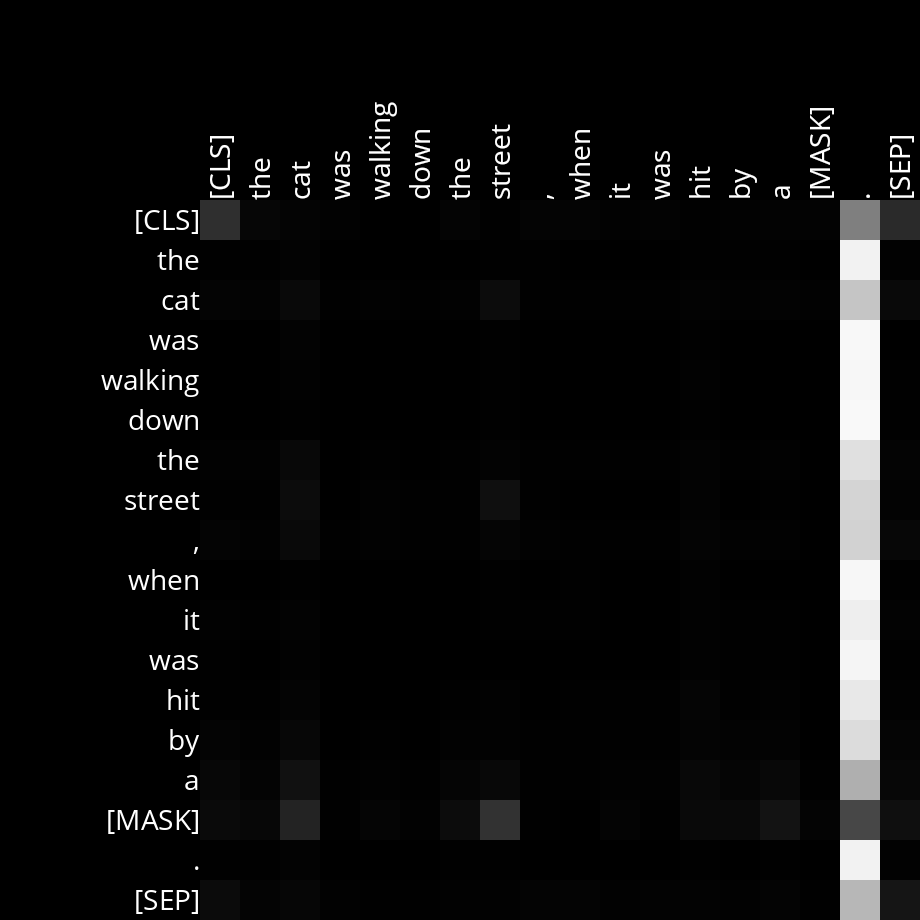 [CLS] the cat was walking down the street , when it was hit by a [MASK] . [SEP]
[CLS]
the
cat
was
walking
down
the
street
,
when
it
was
hit
by
a
[MASK]
.
[SEP]